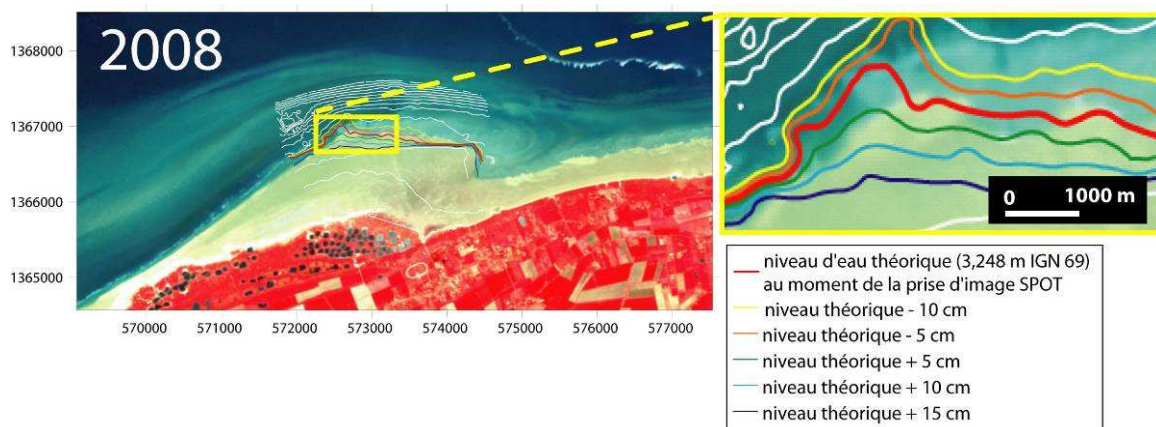 2008
1368000
1367000
1366000
1365000
570000 571000 572000 573000 574000 575000 576000 577000
0 1000 m
niveau d'eau théorique (3,248 m IGN 69)
au moment de la prise d'image SPOT
niveau théorique - 10 cm
niveau théorique - 5 cm
niveau théorique + 5 cm
niveau théorique + 10 cm
niveau théorique + 15 cm